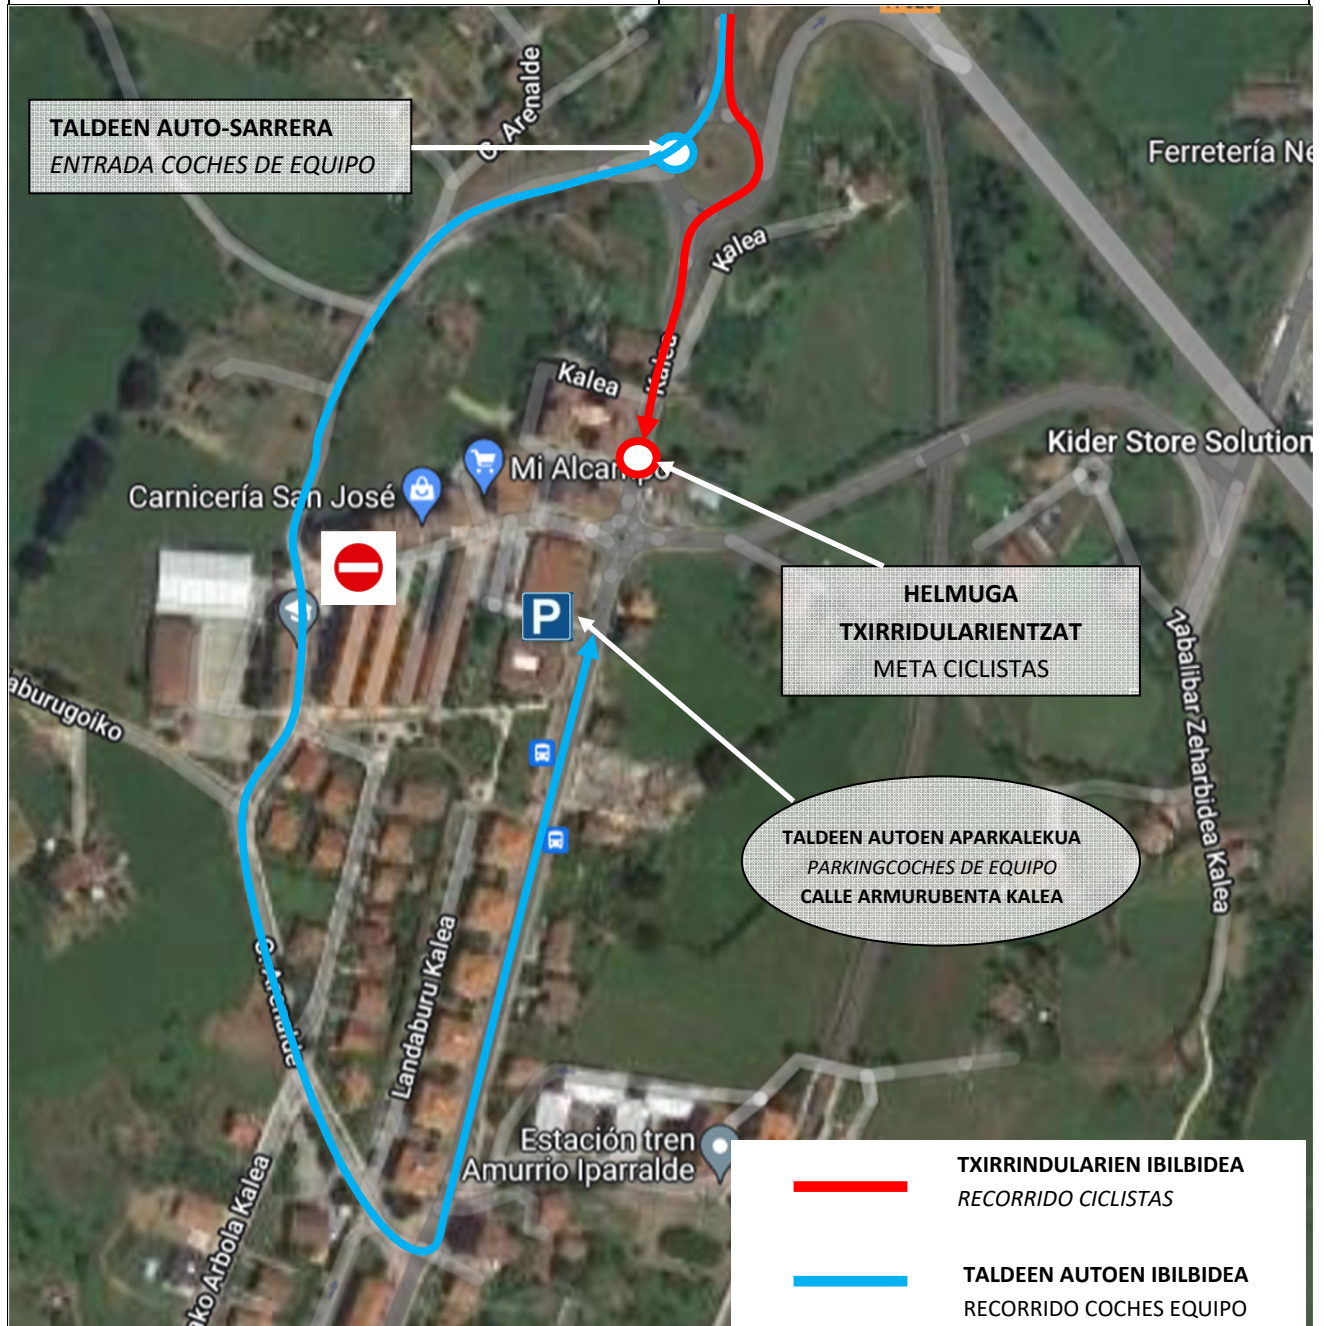 TALDEEN AUTO-SARRERA
ENTRADA COCHES DE EQUIPO
G. Arenalde
Ferretería Ne
Kalea
Kalea
Kalea
Mi Alcampo
Carnicería San José
Kider Store Solution
HELMUGA
TXIRRIDULARIENTZAT
META CICLISTAS
P
aburugoiko
Zabalibar Zeharbidea Kalea
TALDEEN AUTOEN APARKALEKUA
PARKINGCOCHES DE EQUIPO
CALLE ARMURUBENTA KALEA
G. Arenalde
Landaburu Kalea
Estación tren
Amurrio Iparralde
ako Arbola Kalea
TXIRRINDULARIEN IBILBIDEA
RECORRIDO CICLISTAS
TALDEEN AUTOEN IBILBIDEA
RECORRIDO COCHES EQUIPO